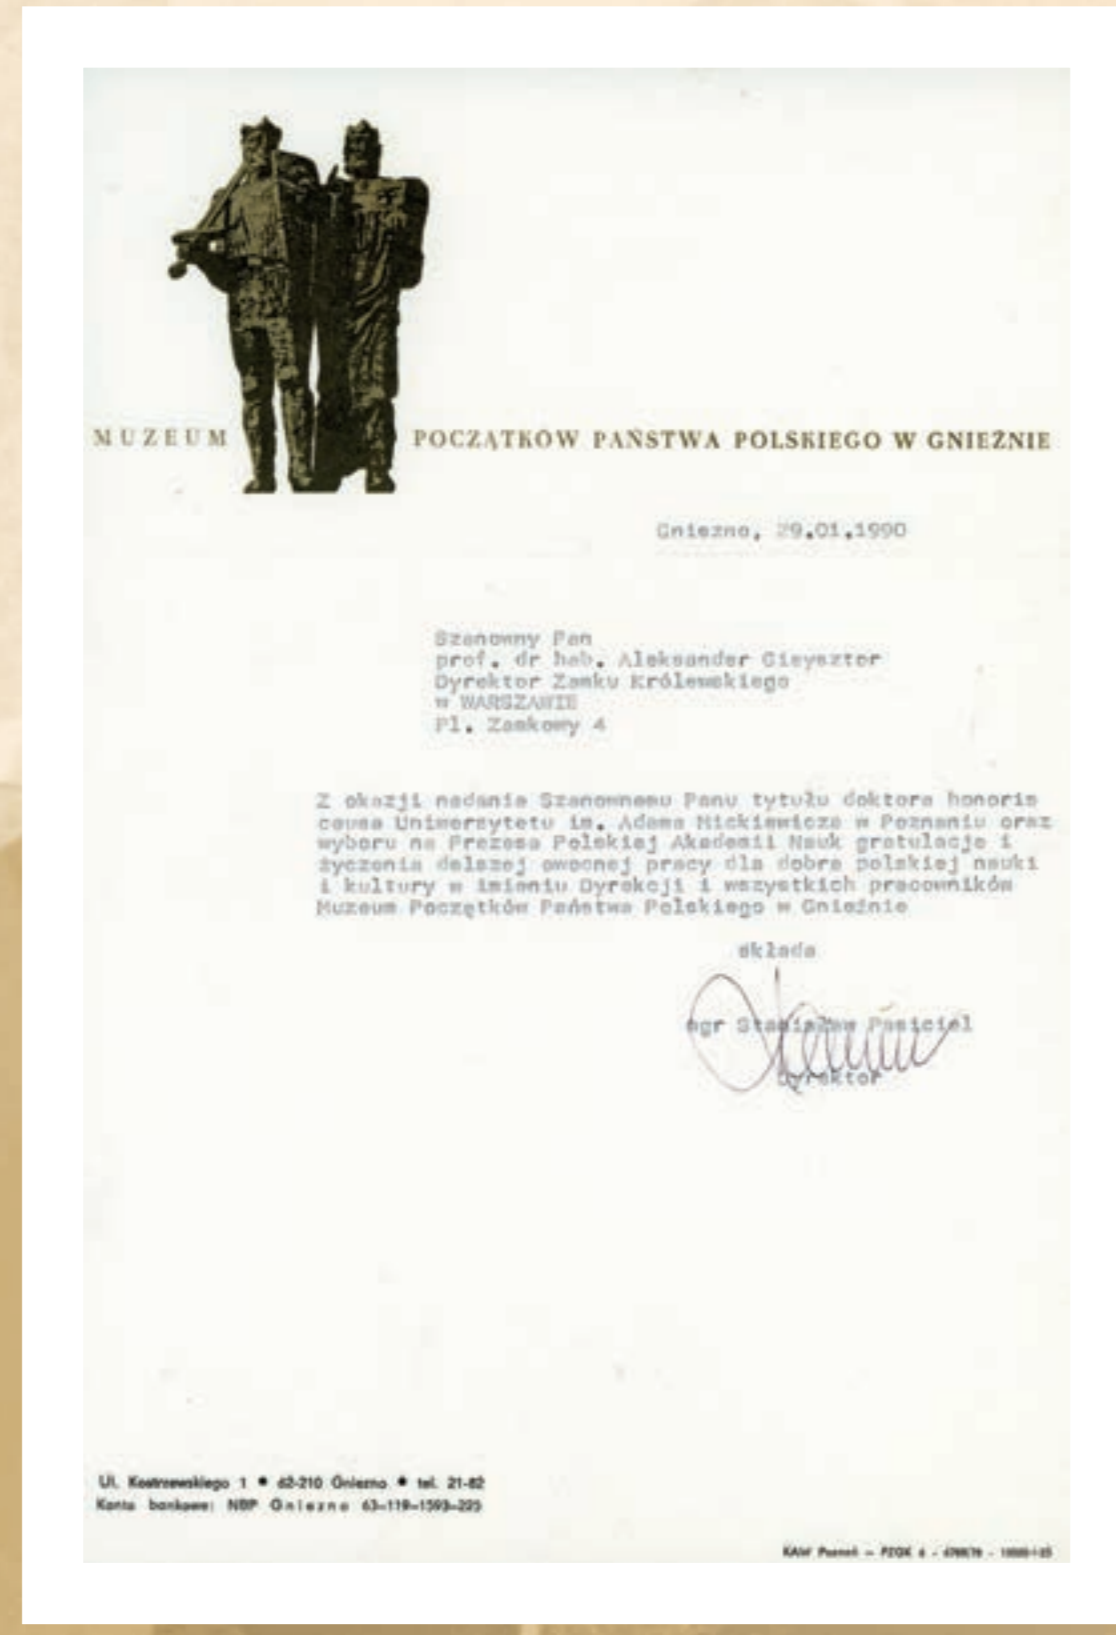 MUZEUM POCZĄTKÓW PAŃSTWA POLSKIEGO W GNIEŹNIE
Gniezno, 29.01.1990
Szanowny Pan
prof. dr hab. Aleksander Gieysztor
Dyrektor Zamku Królewskiego
w WARSZAWIE
Pl. Zamkowy 4
Z okazji nadania Szanownemu Panu tytułu doktora honoris
causa Uniwersytetu im. Adama Mickiewicza w Poznaniu oraz
wyboru na Prezesa Polskiej Akademii Nauk gratulacje i
życzenia dalszej owocnej pracy dla dobra polskiej nauki
i kultury w imieniu Dyrekcji i wszystkich pracowników
Muzeum Początków Państwa Polskiego w Gnieźnie
składa
mgr Stanisław Pasiciel
Dyrektor
Ul. Kostrzewskiego 1 • 62-210 Gniezno • tel. 21-82
Konto bankowe: NBP Gniezno 63-119-1593-225
KAW Poznań – PZGK